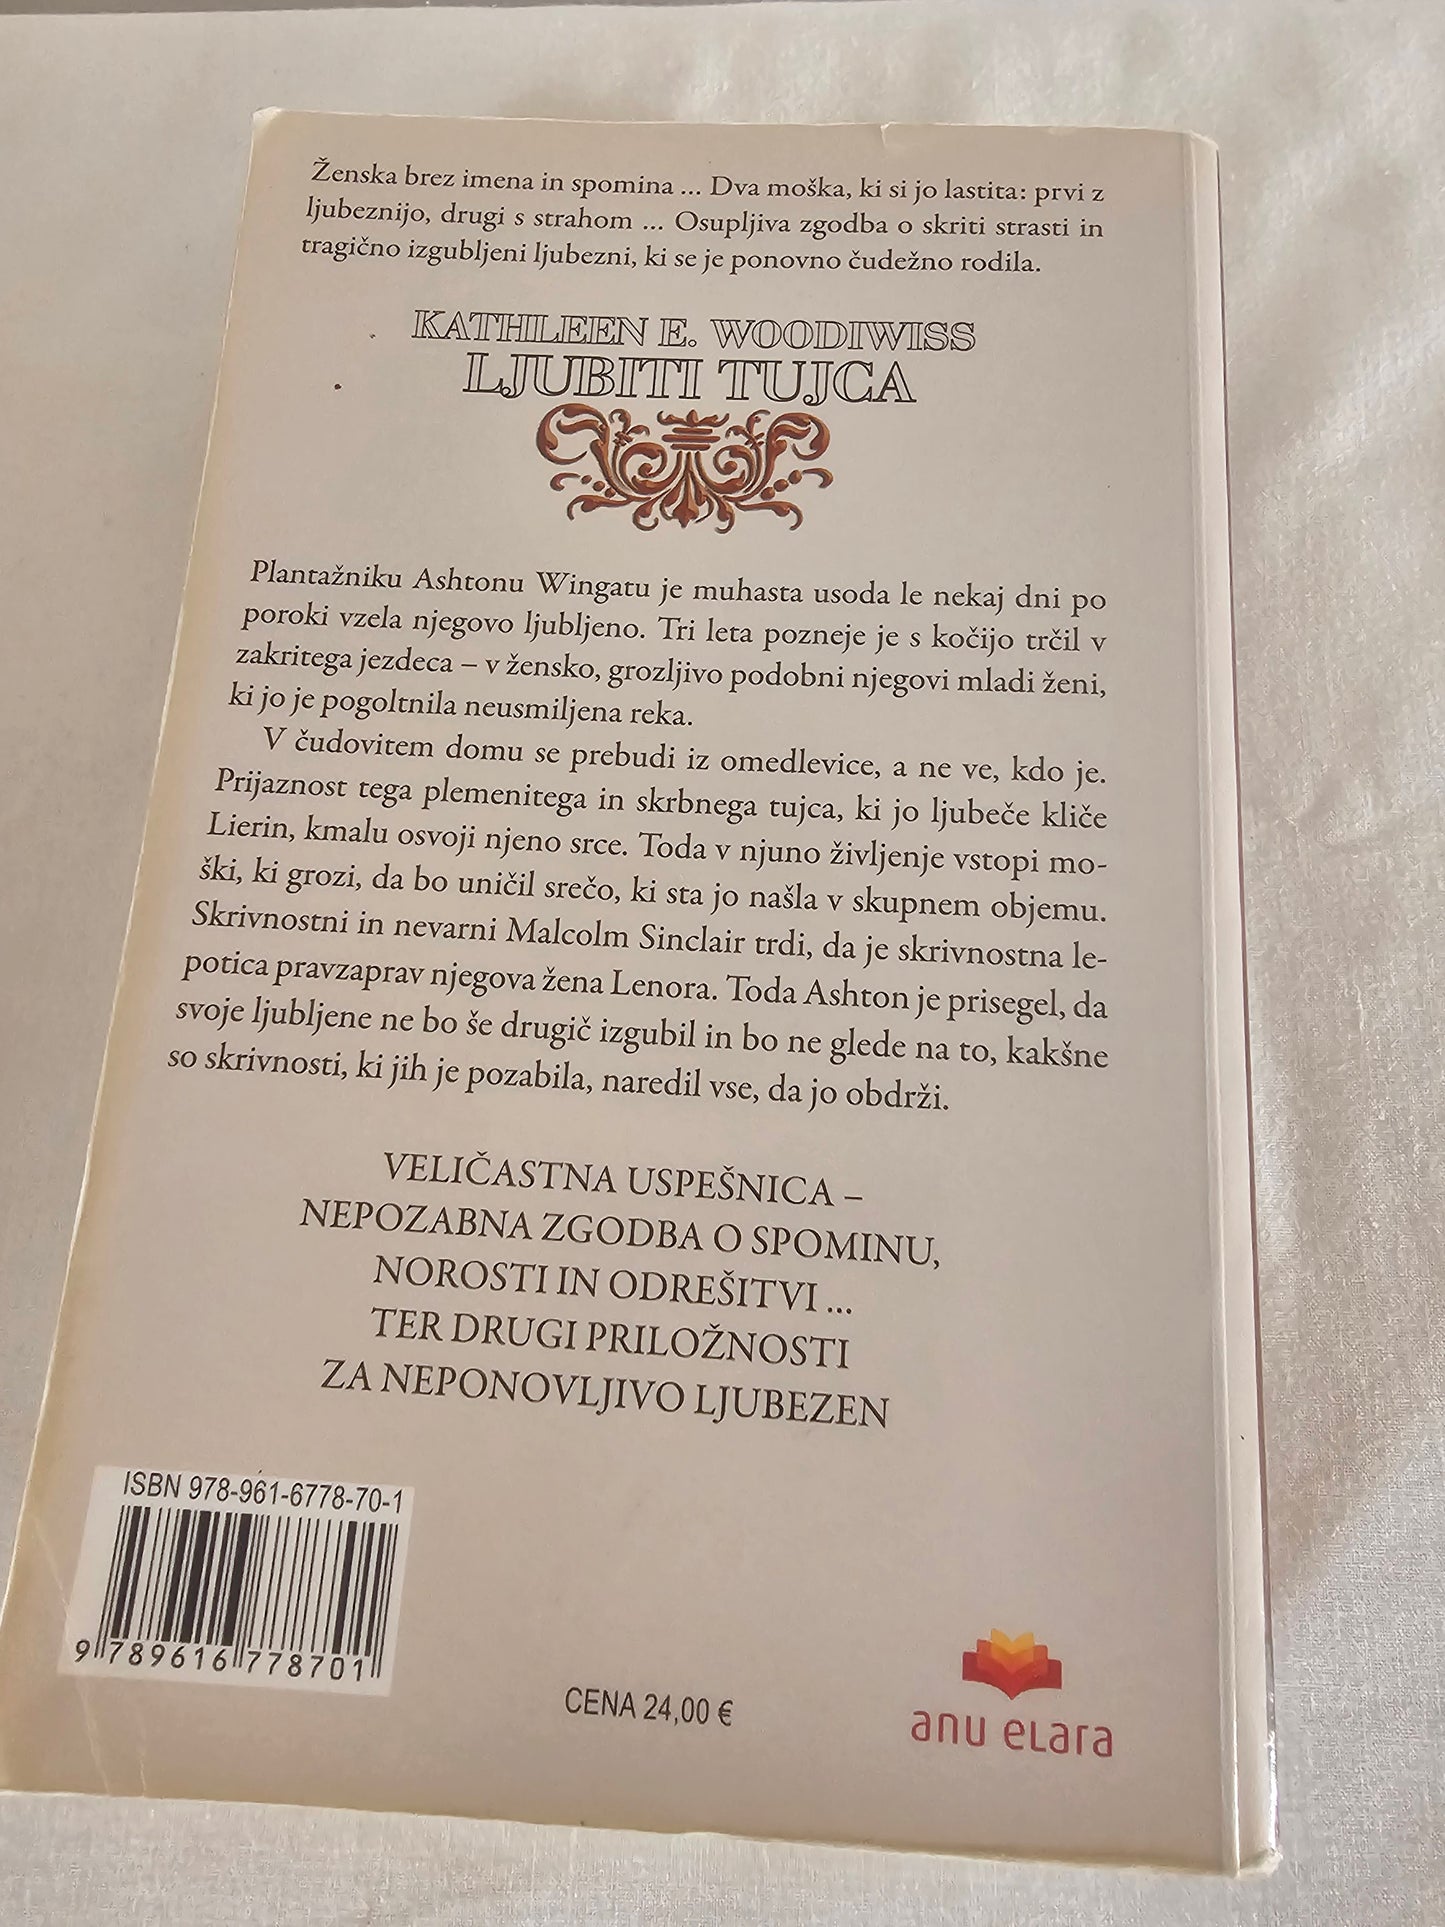 Ženska brez imena in spomina ... Dva moška, ki si jo lastita: prvi z
ljubeznijo, drugi s strahom ... Osupljiva zgodba o skriti strasti in
tragično izgubljeni ljubezni, ki se je ponovno čudežno rodila.
KATHLEEN E. WOODIWISS
LJUBITI TUJCA
Plantažniku Ashtonu Wingatu je muhasta usoda le nekaj dni po
poroki vzela njegovo ljubljeno. Tri leta pozneje je s kočijo trčil v
zakritega jezdeca – v žensko, grozljivo podobni njegovi mladi ženi,
ki jo je pogoltnila neusmiljena reka.
V čudovitem domu se prebudi iz omedlevice, a ne ve, kdo je.
Prijaznost tega plemenitega in skrbnega tujca, ki jo ljubeče kliče
Lierin, kmalu osvoji njeno srce. Toda v njuno življenje vstopi mo-
ški, ki grozi, da bo uničil srečo, ki sta jo našla v skupnem objemu.
Skrivnostni in nevarni Malcolm Sinclair trdi, da je skrivnostna le-
potica pravzaprav njegova žena Lenora. Toda Ashton je prisegel, da
svoje ljubljene ne bo še drugič izgubil in bo ne glede na to, kakšne
so skrivnosti, ki jih je pozabila, naredil vse, da jo obdrži.
VELIČASTNA USPEŠNICA –
NEPOZABNA ZGODBA O SPOMINU,
NOROSTI IN ODREŠITVI ...
TER DRUGI PRILOŽNOSTI
ZA NEPONOVLJIVO LJUBEZEN
ISBN 978-961-6778-70-1
9 789616 778701
CENA 24,00 €
anu elara